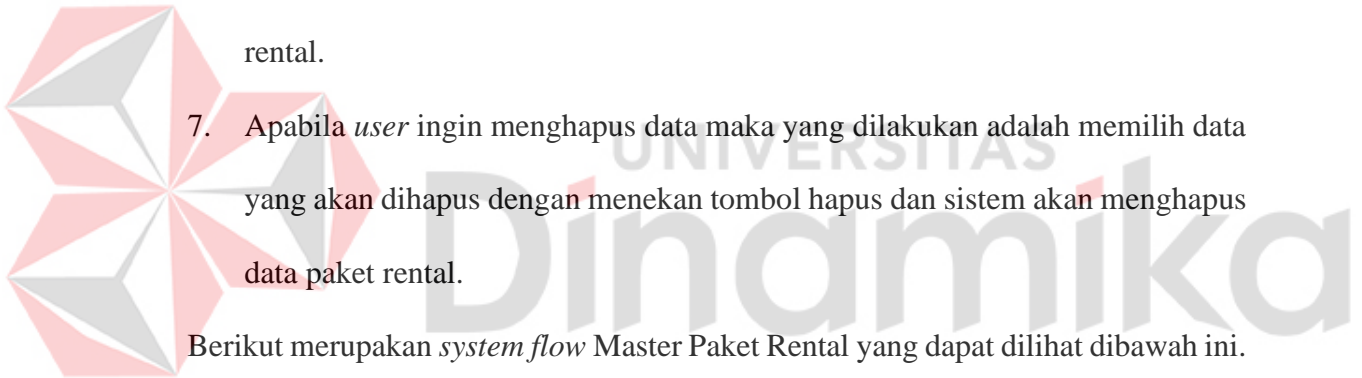 rental.
7. Apabila user ingin menghapus data maka yang dilakukan adalah memilih data
yang akan dihapus dengan menekan tombol hapus dan sistem akan menghapus
data paket rental.
Berikut merupakan system flow Master Paket Rental yang dapat dilihat dibawah ini.
UNIVERSITAS
Dinamika